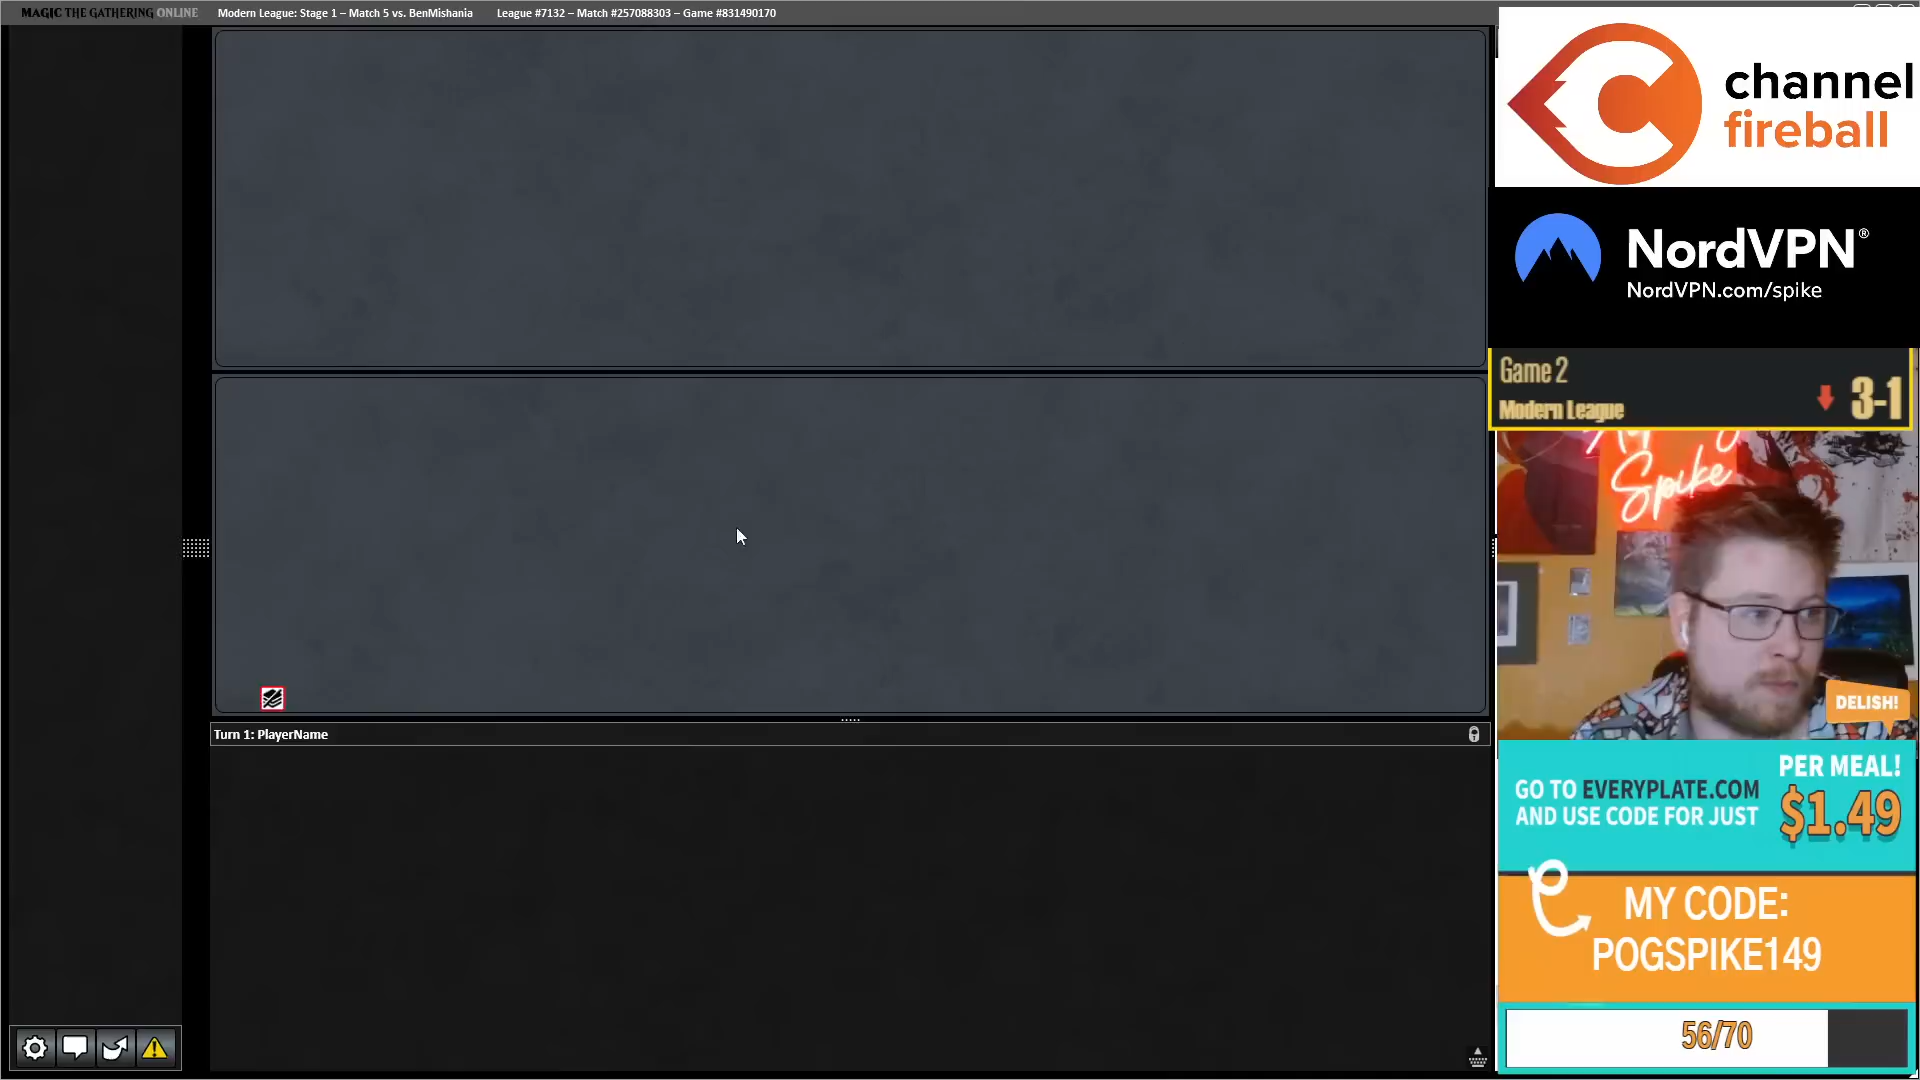 MAGIC THE GATHERING ONLINE
Modern League: Stage 1 – Match 5 vs. BenMishania
League #7132 – Match #257088303 – Game #831490170
channel
fireball
NordVPN®
NordVPN.com/spike
Game 2
Modern League
3-1
Spike
DELISH!
Turn 1: PlayerName
PER MEAL!
GO TO EVERYPLATE.COM
AND USE CODE FOR JUST
$1.49
MY CODE:
POGSPIKE149
56/70